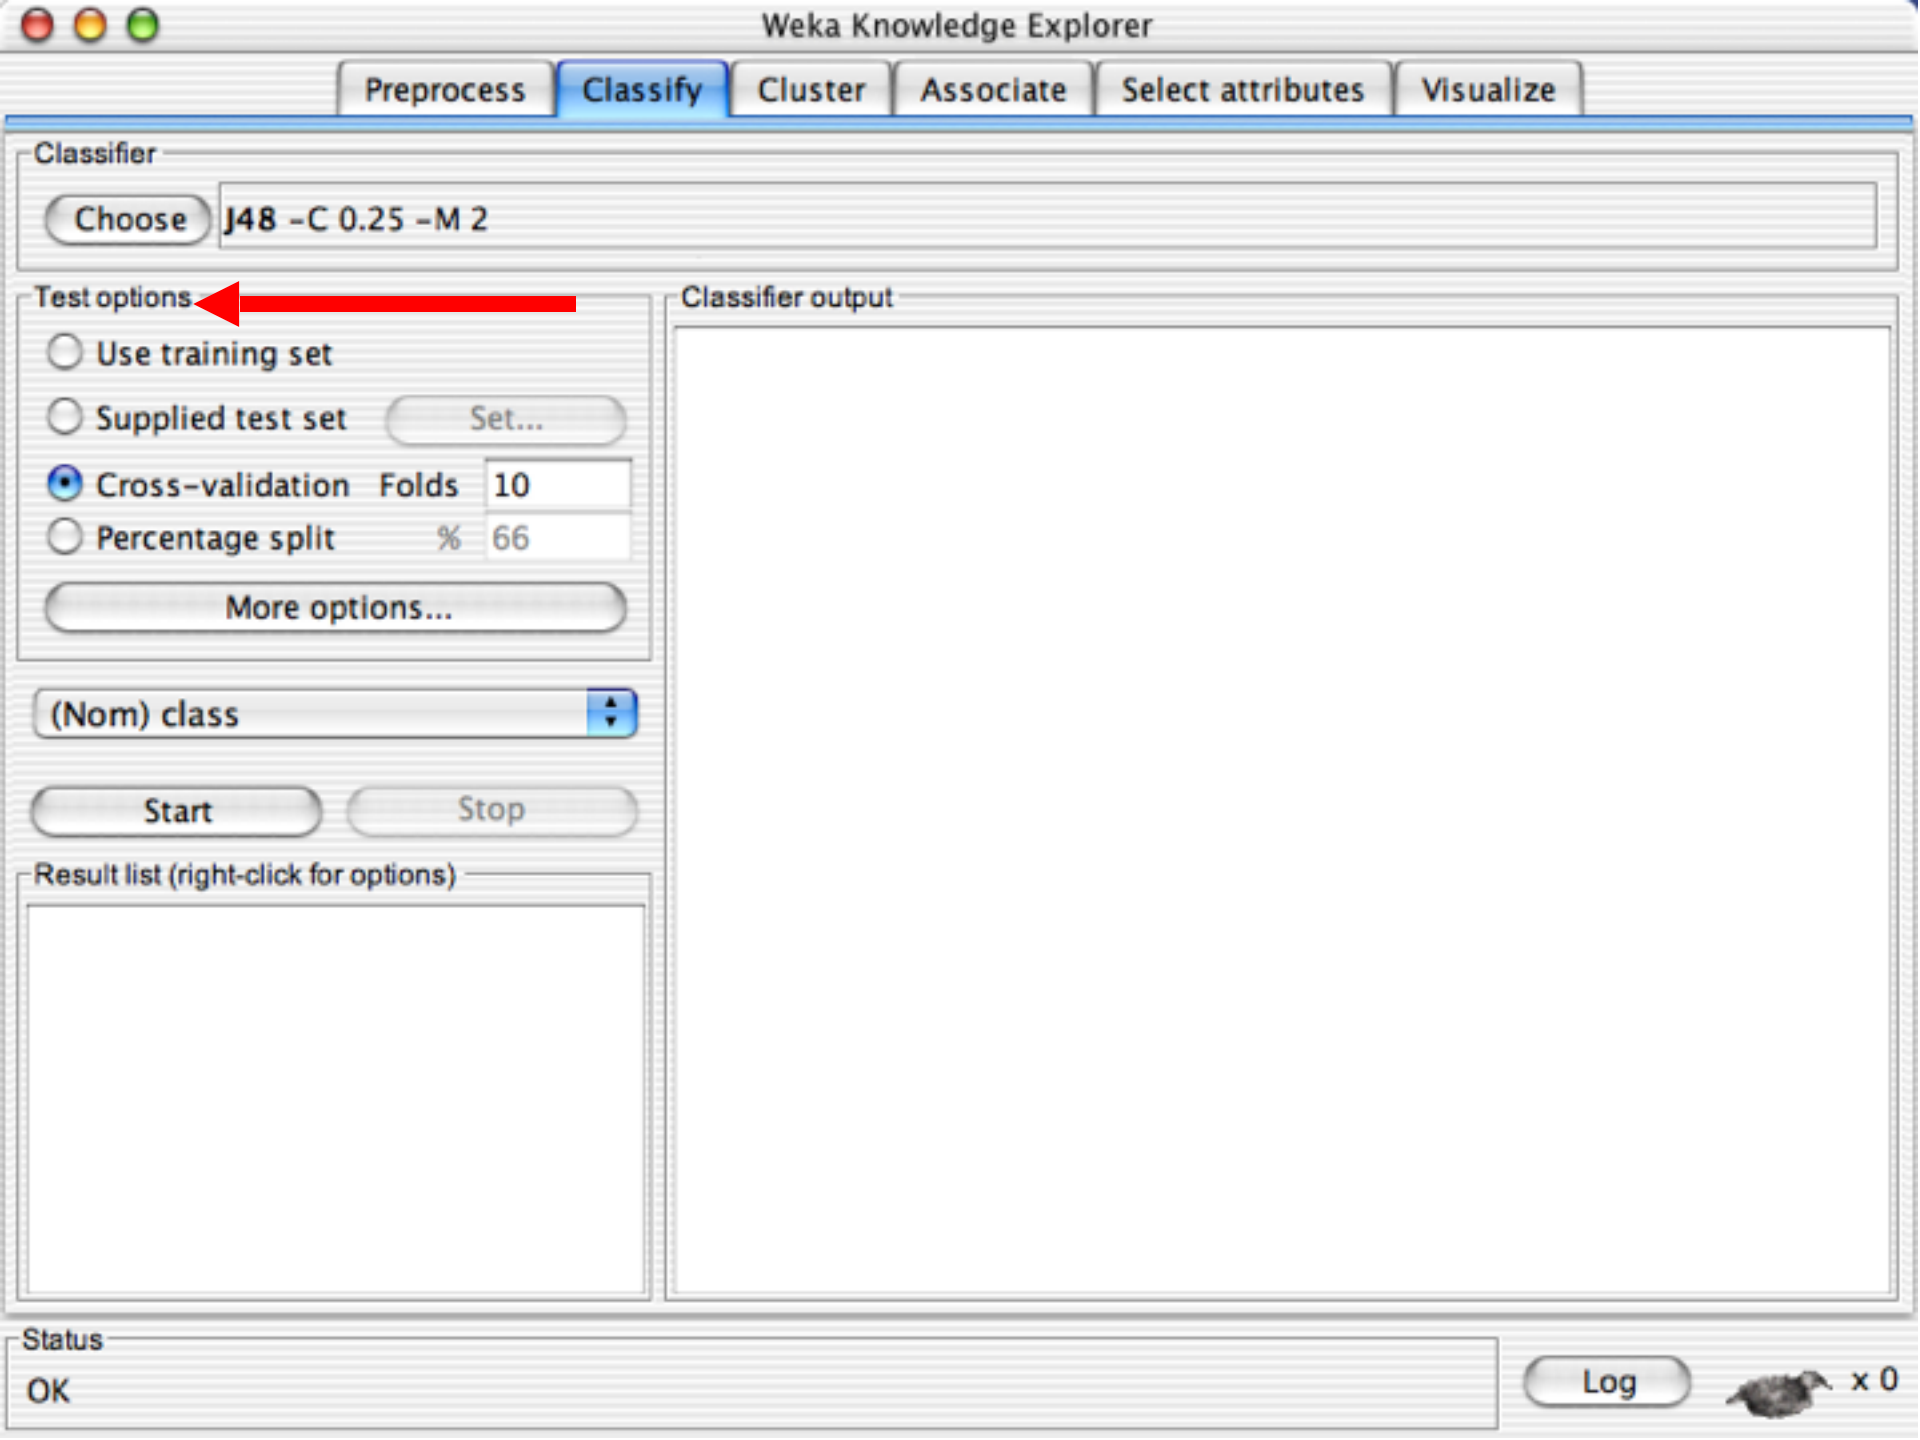 Weka Knowledge Explorer
Preprocess Classify Cluster Associate Select attributes Visualize
Classifier
Choose J48 -C 0.25 -M 2
Test options
Use training set
Supplied test set Set...
Cross-validation Folds 10
Percentage split % 66
More options...
(Nom) class
Start Stop
Result list (right-click for options)
Classifier output
Status
OK
Log x 0